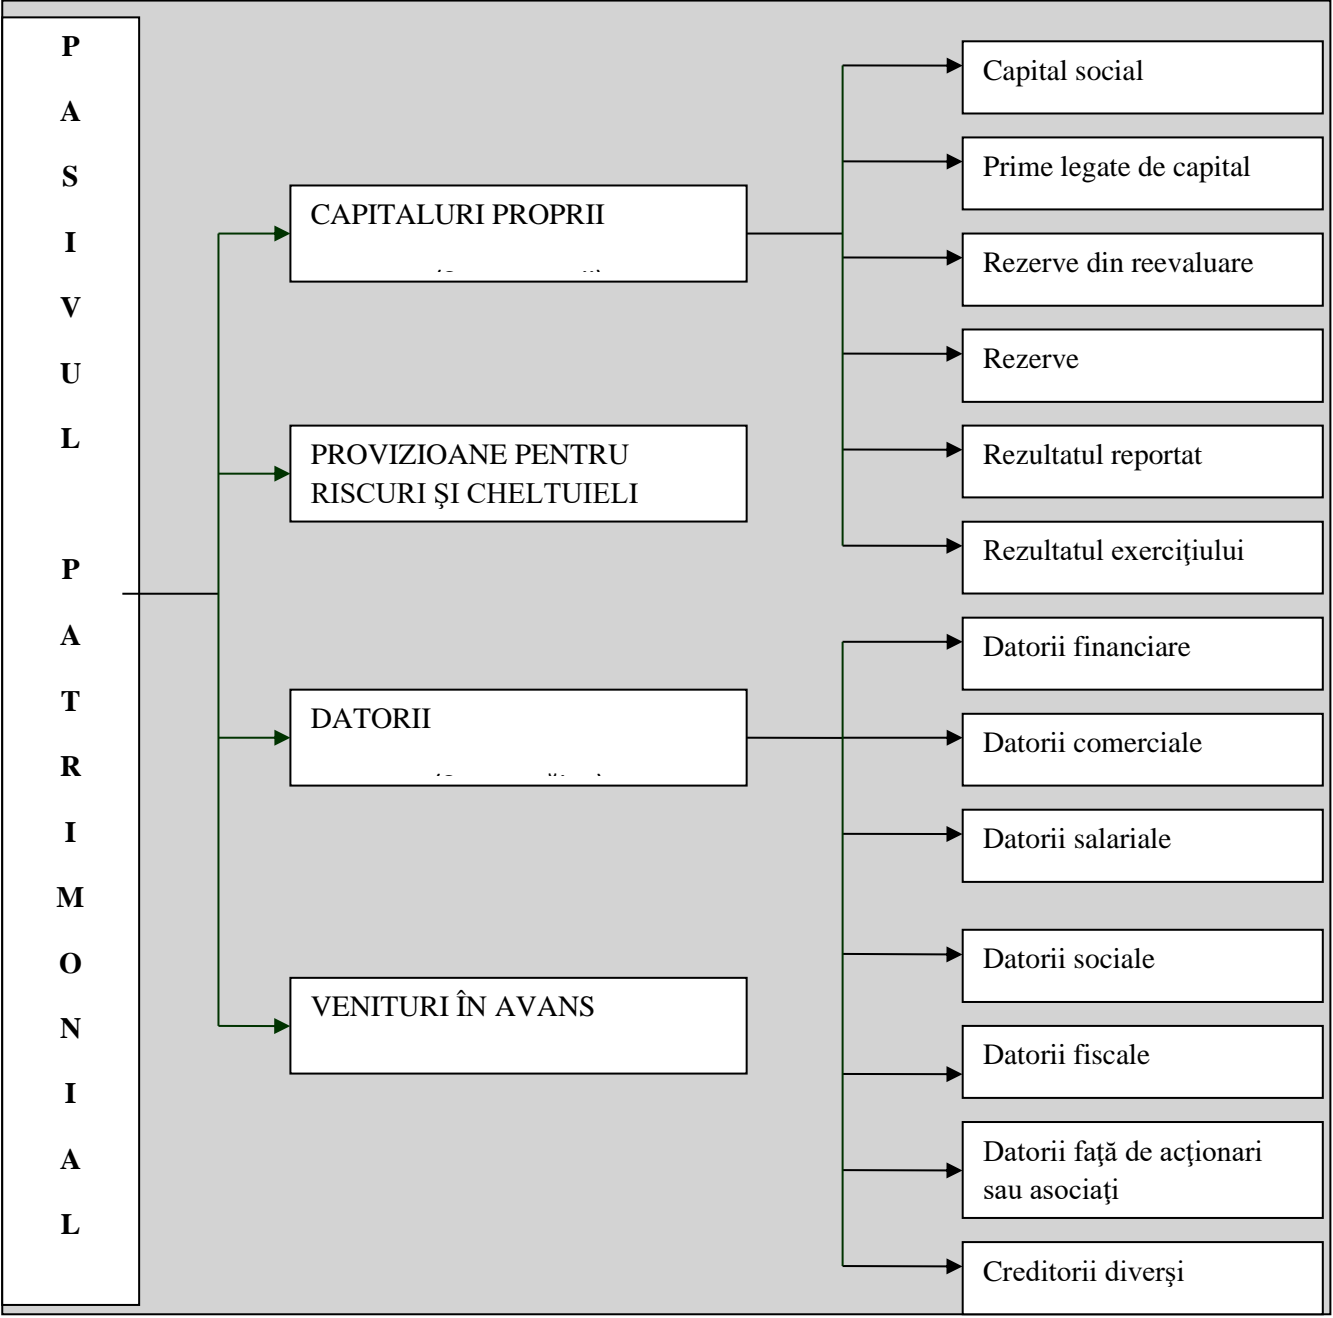 PASIVUL PATRIMONIAL
CAPITALURI PROPRII
PROVIZIOANE PENTRU
RISCURI ŞI CHELTUIELI
DATORII
VENITURI ÎN AVANS
Capital social
Prime legate de capital
Rezerve din reevaluare
Rezerve
Rezultatul reportat
Rezultatul exerciţiului
Datorii financiare
Datorii comerciale
Datorii salariale
Datorii sociale
Datorii fiscale
Datorii faţă de acţionari
sau asociaţi
Creditorii diverşi